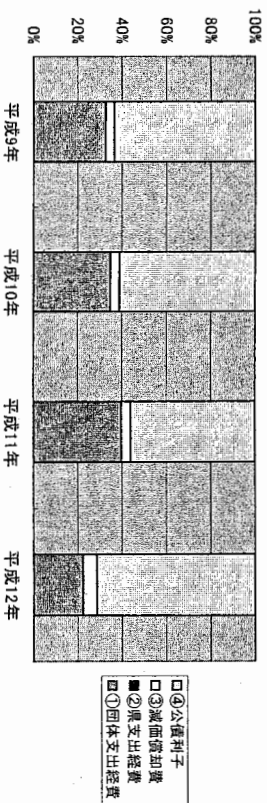 100%
80%
60%
40%
20%
0%
平成9年
平成10年
平成11年
平成12年
□④公債利子
□③減価償却費
■②県支出経費
▨①団体支出経費